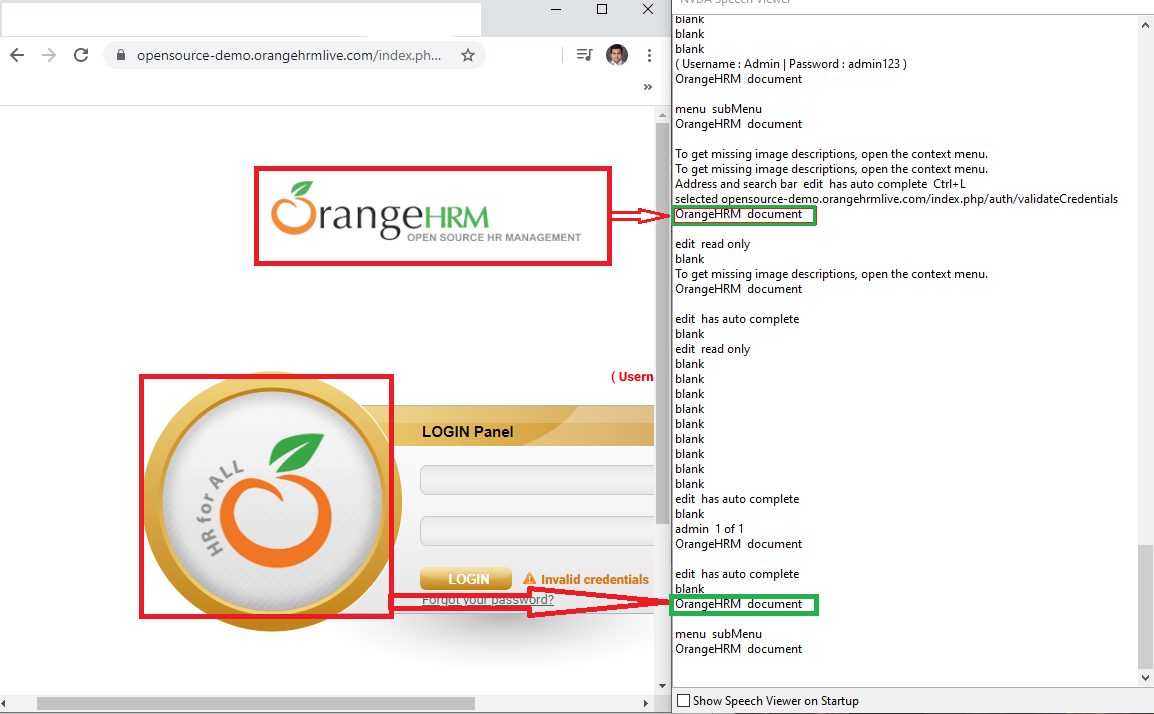 NVDA Speech Viewer
opensource-demo.orangehrmlive.com/index.ph...
»
OrangeHRM
OPEN SOURCE HR MANAGEMENT
( Usern
LOGIN Panel
HR for ALL
LOGIN
Invalid credentials
Forgot your password?
blank
blank
blank
( Username : Admin | Password : admin123 )
OrangeHRM document
menu subMenu
OrangeHRM document
To get missing image descriptions, open the context menu.
To get missing image descriptions, open the context menu.
Address and search bar edit has auto complete Ctrl+L
selected opensource-demo.orangehrmlive.com/index.php/auth/validateCredentials
OrangeHRM document
edit read only
blank
To get missing image descriptions, open the context menu.
OrangeHRM document
edit has auto complete
blank
edit read only
blank
blank
blank
blank
blank
blank
blank
blank
blank
edit has auto complete
blank
admin 1 of 1
OrangeHRM document
edit has auto complete
blank
OrangeHRM document
menu subMenu
OrangeHRM document
Show Speech Viewer on Startup